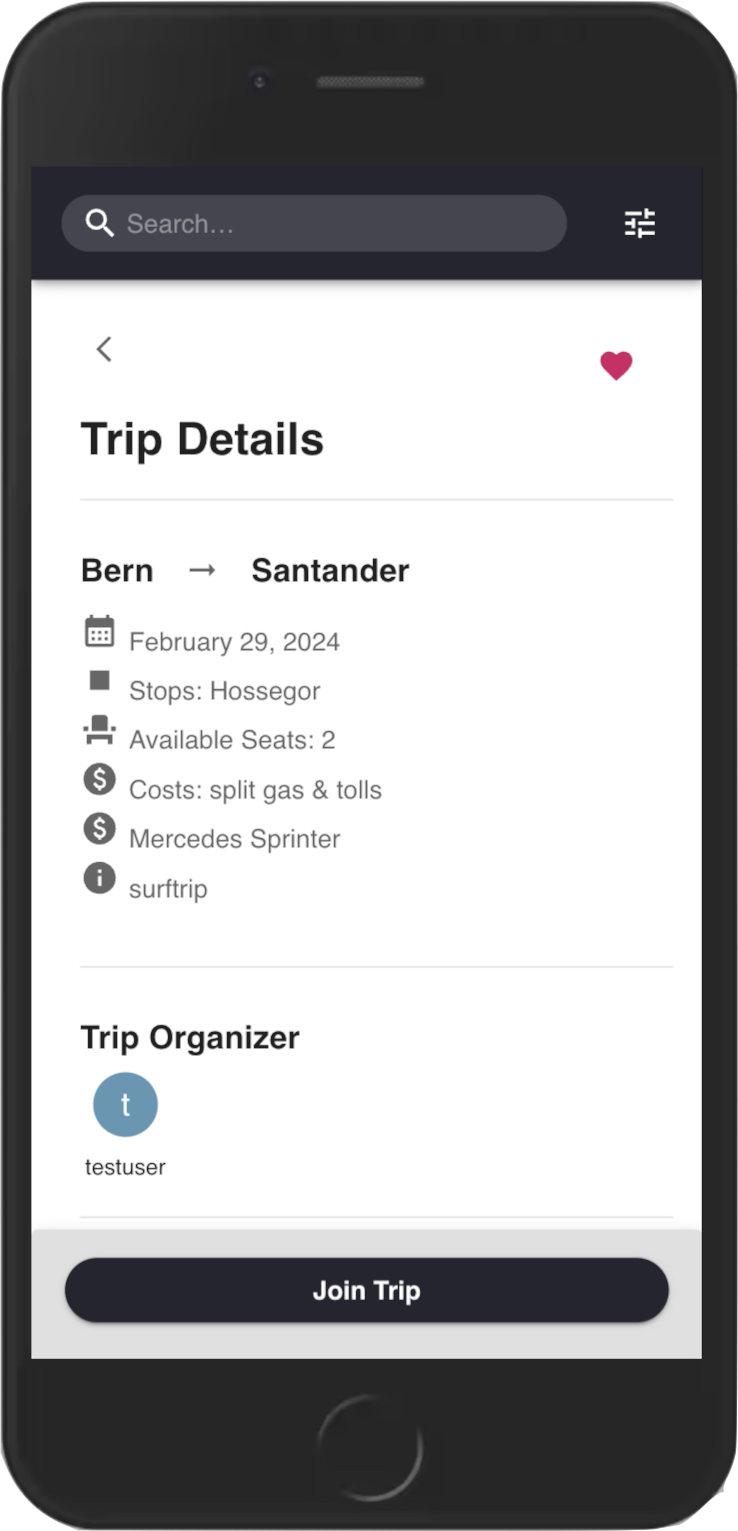 Search…
Trip Details
Bern → Santander
February 29, 2024
Stops: Hossegor
Available Seats: 2
$ Costs: split gas & tolls
$ Mercedes Sprinter
i surftrip
Trip Organizer
t
testuser
Join Trip